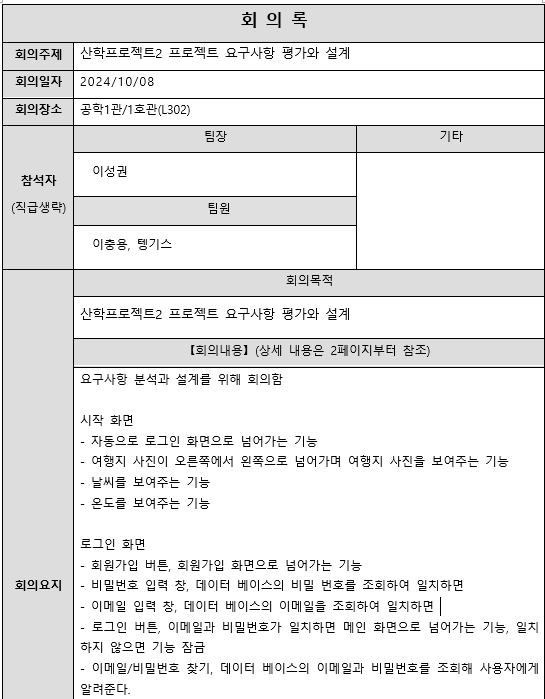 회 의 록
회의주제 산학프로젝트2 프로젝트 요구사항 평가와 설계
회의일자 2024/10/08
회의장소 공학1관/1호관(L302)
팀장 기타
참석자
(직급생략)
이성권
팀원
이충용, 텡기스
회의목적
산학프로젝트2 프로젝트 요구사항 평가와 설계
【회의내용】(상세 내용은 2페이지부터 참조)
회의요지
요구사항 분석과 설계를 위해 회의함
시작 화면
- 자동으로 로그인 화면으로 넘어가는 기능
- 여행지 사진이 오른쪽에서 왼쪽으로 넘어가며 여행지 사진을 보여주는 기능
- 날씨를 보여주는 기능
- 온도를 보여주는 기능
로그인 화면
- 회원가입 버튼, 회원가입 화면으로 넘어가는 기능
- 비밀번호 입력 창, 데이터 베이스의 비밀 번호를 조회하여 일치하면
- 이메일 입력 창, 데이터 베이스의 이메일을 조회하여 일치하면
- 로그인 버튼, 이메일과 비밀번호가 일치하면 메인 화면으로 넘어가는 기능, 일치
하지 않으면 기능 잠금
- 이메일/비밀번호 찾기, 데이터 베이스의 이메일과 비밀번호를 조회해 사용자에게
알려준다.